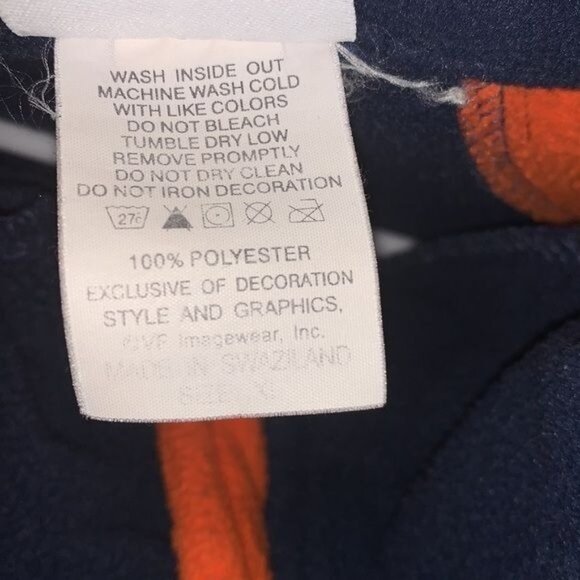 WASH INSIDE OUT
MACHINE WASH COLD
WITH LIKE COLORS
DO NOT BLEACH
TUMBLE DRY LOW
REMOVE PROMPTLY
DO NOT DRY CLEAN
DO NOT IRON DECORATION
27c
100% POLYESTER
EXCLUSIVE OF DECORATION
STYLE AND GRAPHICS,
©VF Imagewear, Inc.
MADE IN SWAZILAND